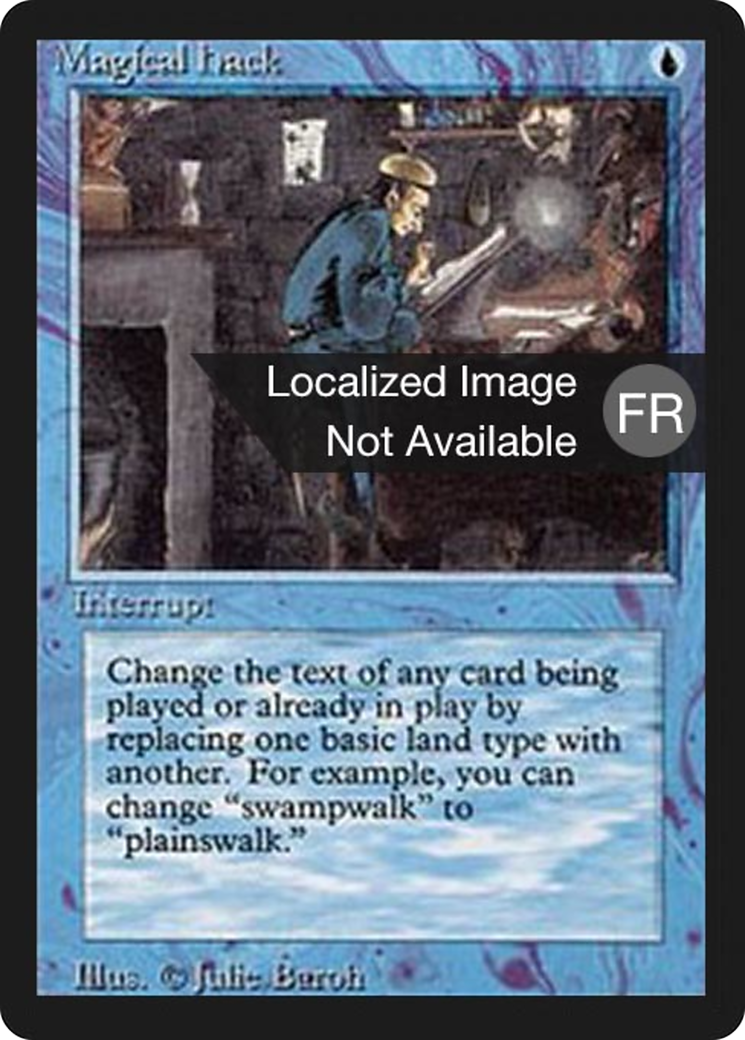 Magical Hack
Localized Image
Not Available
FR
Interrupt
Change the text of any card being
played or already in play by
replacing one basic land type with
another. For example, you can
change “swampwalk” to
“plainswalk.”
Illus. © Julie Baroh